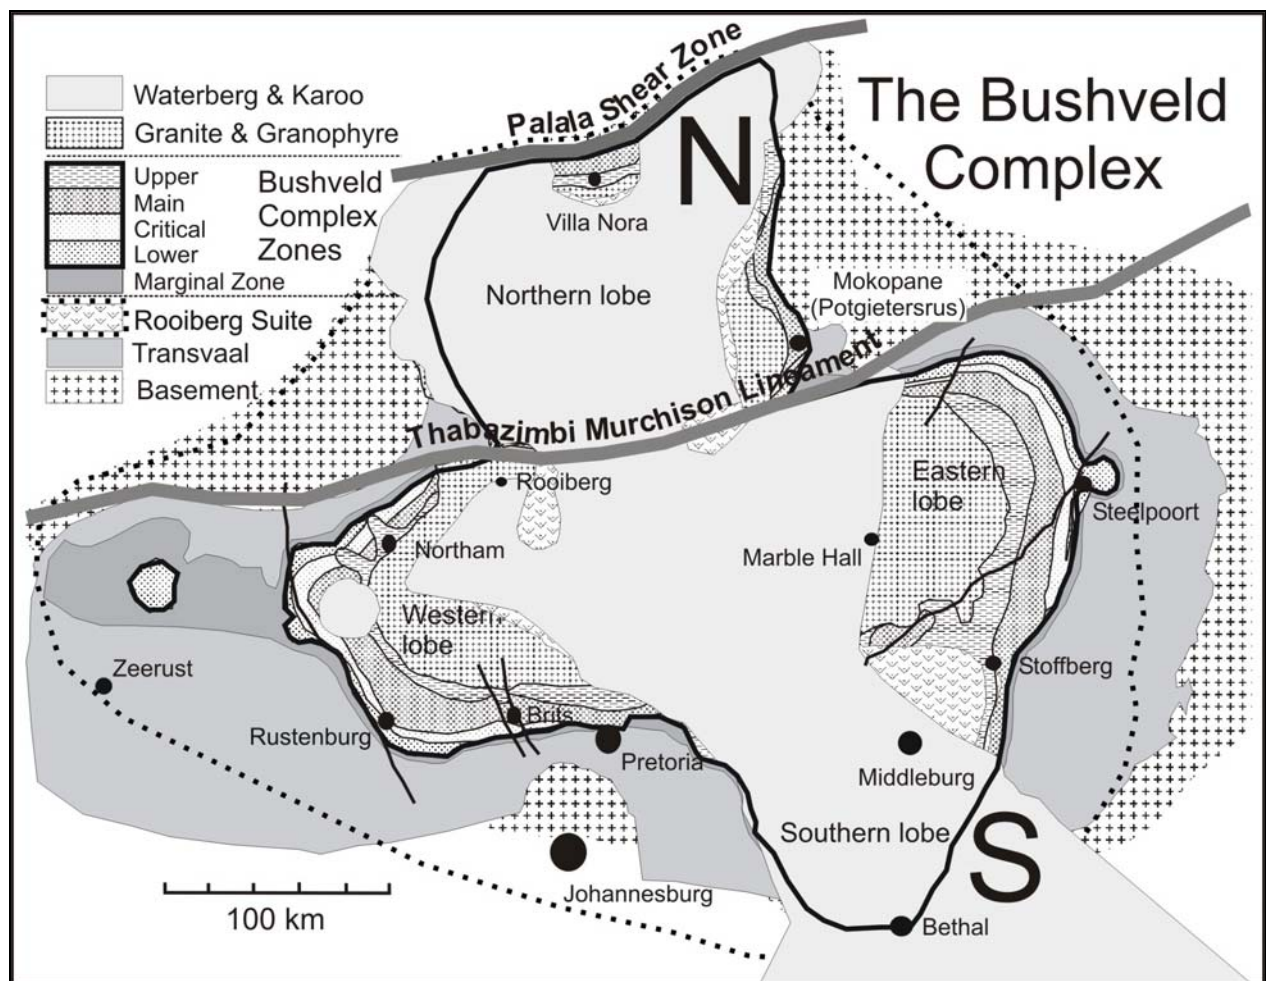 The Bushveld
Complex
Waterberg & Karoo
Granite & Granophyre
Upper
Main
Critical
Lower
Bushveld
Complex
Zones
Marginal Zone
Rooiberg Suite
Transvaal
Basement
Palala Shear Zone
N
Villa Nora
Northern lobe
Mokopane
(Potgietersrus)
Thabazimbi Murchison Lineament
Rooiberg
Eastern
lobe
Steelpoort
Northam
Marble Hall
Western
lobe
Zeerust
Stoffberg
Rustenburg
Brits
Pretoria
Middleburg
Southern lobe
S
Johannesburg
Bethal
100 km